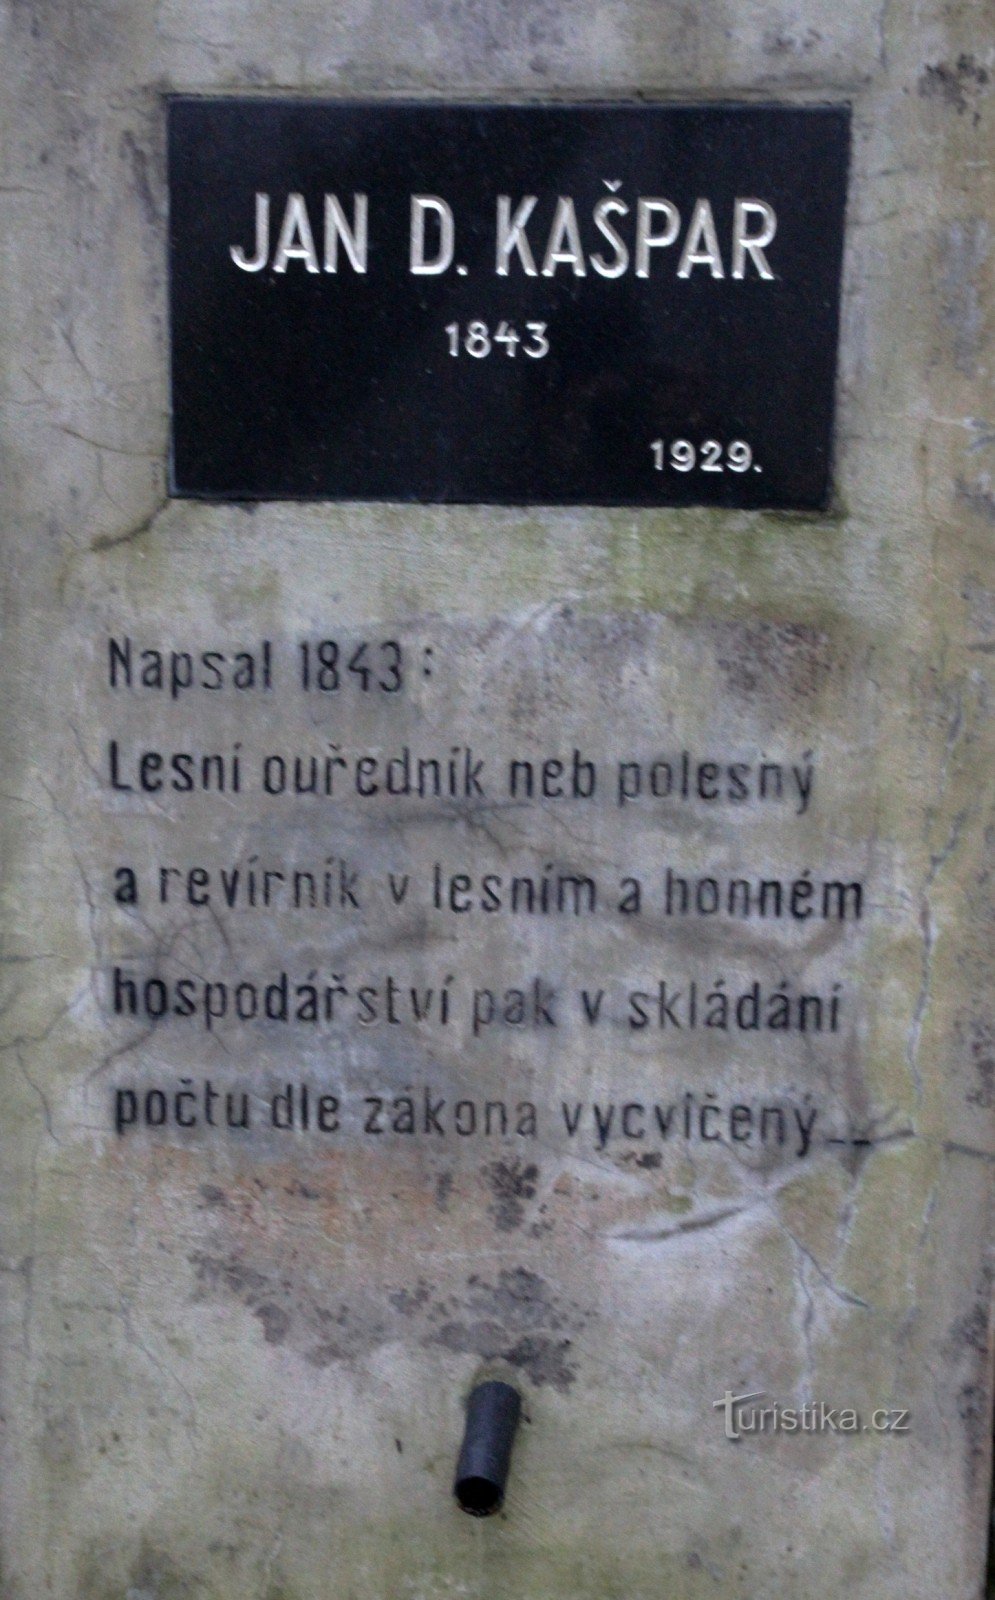 JAN D. KAŠPAR
1843
1929.
Napsal 1843:
Lesní ouředník neb polesný
a revírník v lesním a honném
hospodářství pak v skládání
počtu dle zákona vycvičený...
Turistika.cz